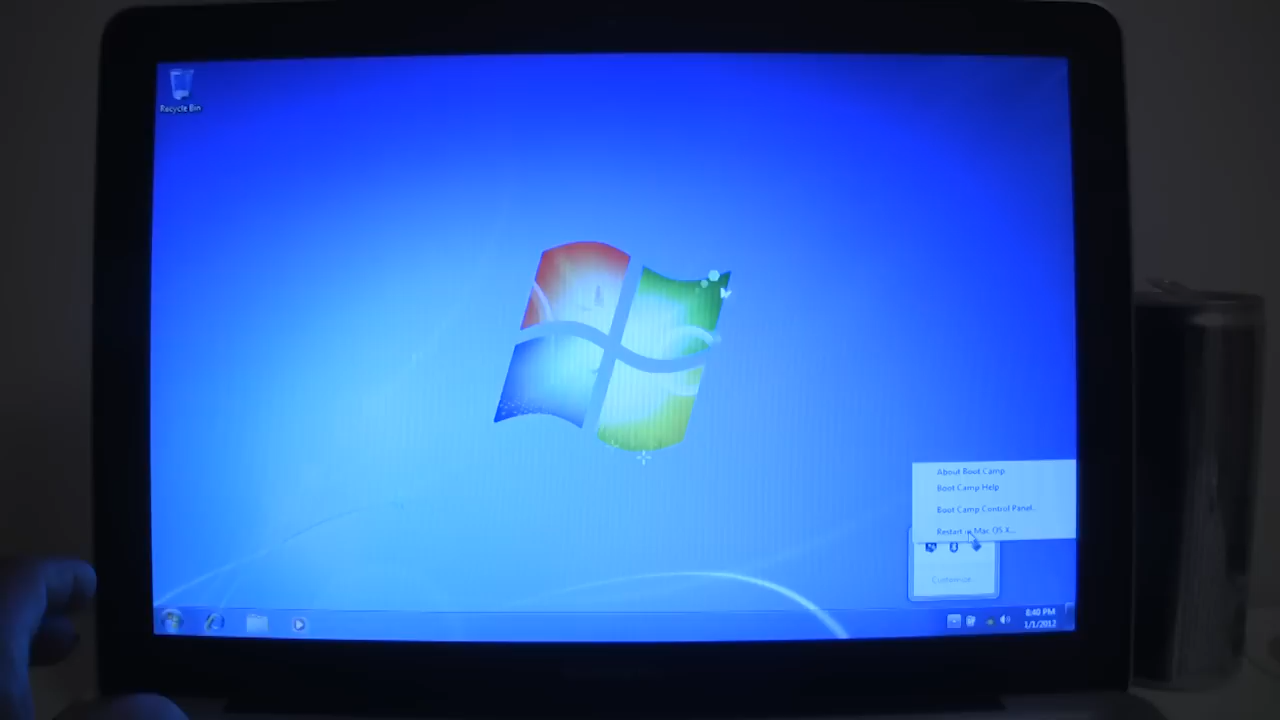 Recycle Bin
About Boot Camp
Boot Camp Help
Boot Camp Control Panel...
Restart in Mac OS X...
Customize...
8:40 PM
1/1/2012